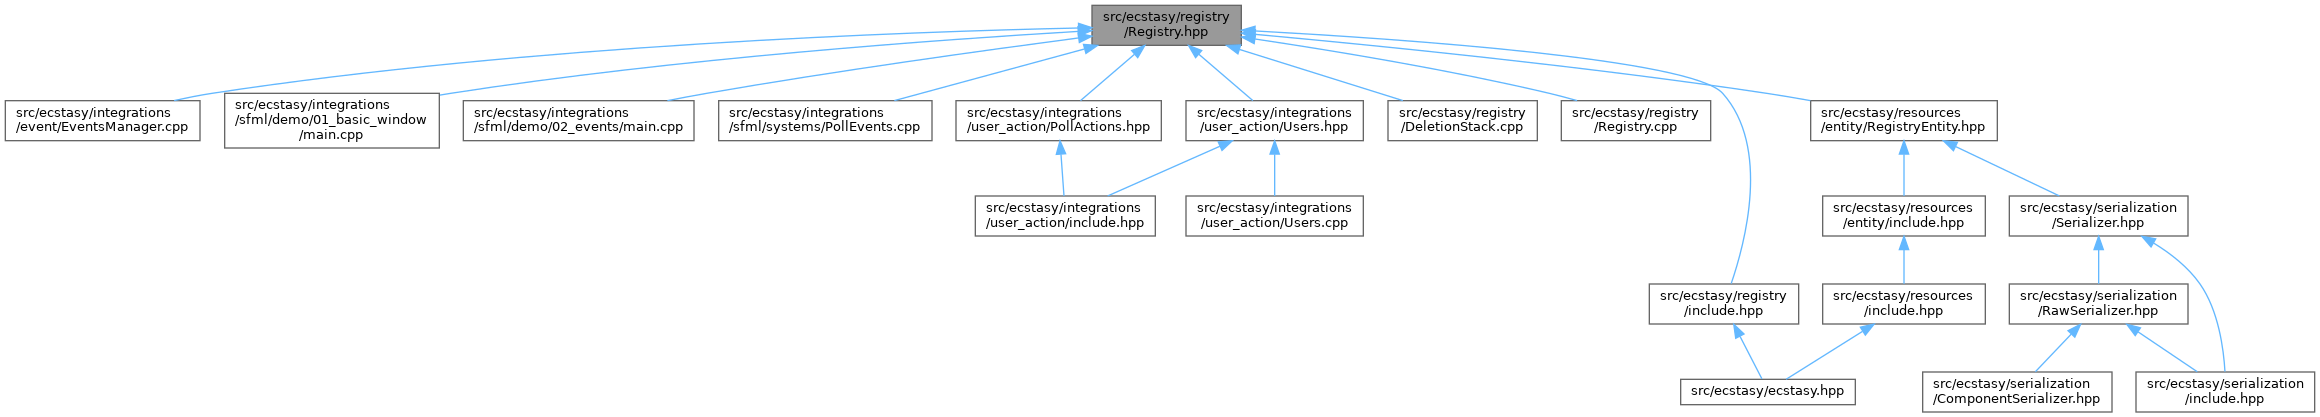 src/ecstasy/registry
/Registry.hpp
src/ecstasy/integrations
/event/EventsManager.cpp
src/ecstasy/integrations
/sfml/demo/01_basic_window
/main.cpp
src/ecstasy/integrations
/sfml/demo/02_events/main.cpp
src/ecstasy/integrations
/sfml/systems/PollEvents.cpp
src/ecstasy/integrations
/user_action/PollActions.hpp
src/ecstasy/integrations
/user_action/Users.hpp
src/ecstasy/registry
/DeletionStack.cpp
src/ecstasy/registry
/Registry.cpp
src/ecstasy/resources
/entity/RegistryEntity.hpp
src/ecstasy/integrations
/user_action/include.hpp
src/ecstasy/integrations
/user_action/Users.cpp
src/ecstasy/resources
/entity/include.hpp
src/ecstasy/serialization
/Serializer.hpp
src/ecstasy/registry
/include.hpp
src/ecstasy/resources
/include.hpp
src/ecstasy/serialization
/RawSerializer.hpp
src/ecstasy/ecstasy.hpp
src/ecstasy/serialization
/ComponentSerializer.hpp
src/ecstasy/serialization
/include.hpp